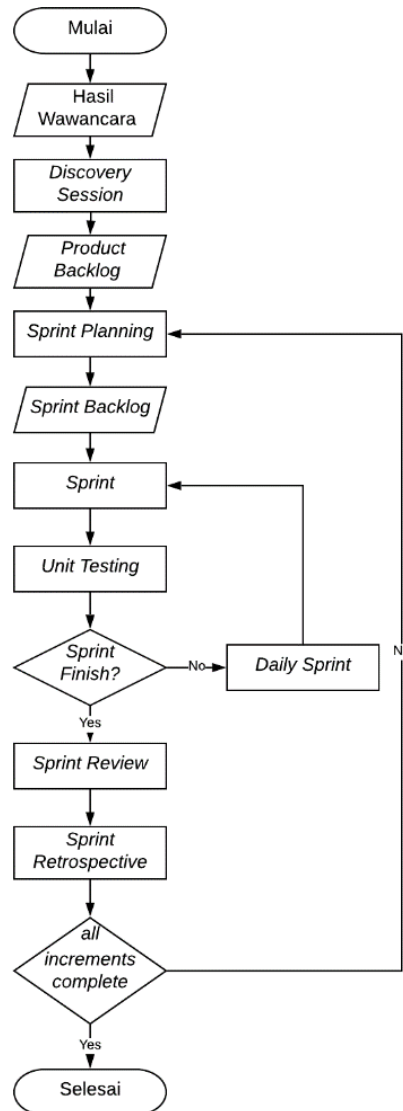 Mulai
Hasil
Wawancara
Discovery
Session
Product
Backlog
Sprint Planning
Sprint Backlog
Sprint
Unit Testing
Sprint
Finish?
No
Daily Sprint
N
Yes
Sprint Review
Sprint
Retrospective
all
increments
complete
Yes
Selesai